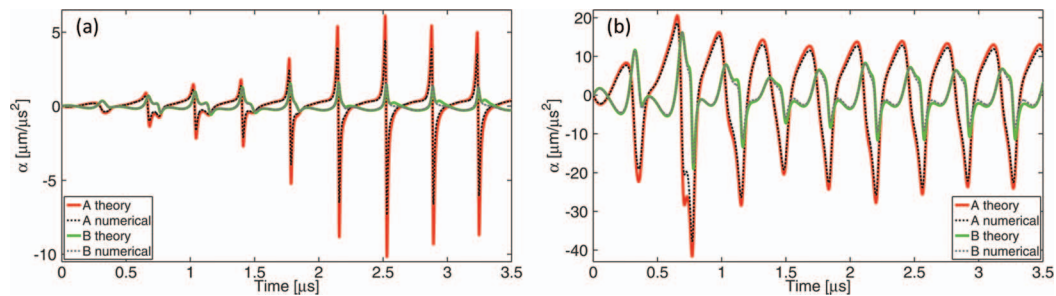 (a)
α [µm/µs²]
5
0
-5
-10
A theory
A numerical
B theory
B numerical
0 0.5 1 1.5 2 2.5 3 3.5
Time [µs]
(b)
α [µm/µs²]
20
10
0
-10
-20
-30
-40
A theory
A numerical
B theory
B numerical
0 0.5 1 1.5 2 2.5 3 3.5
Time [µs]